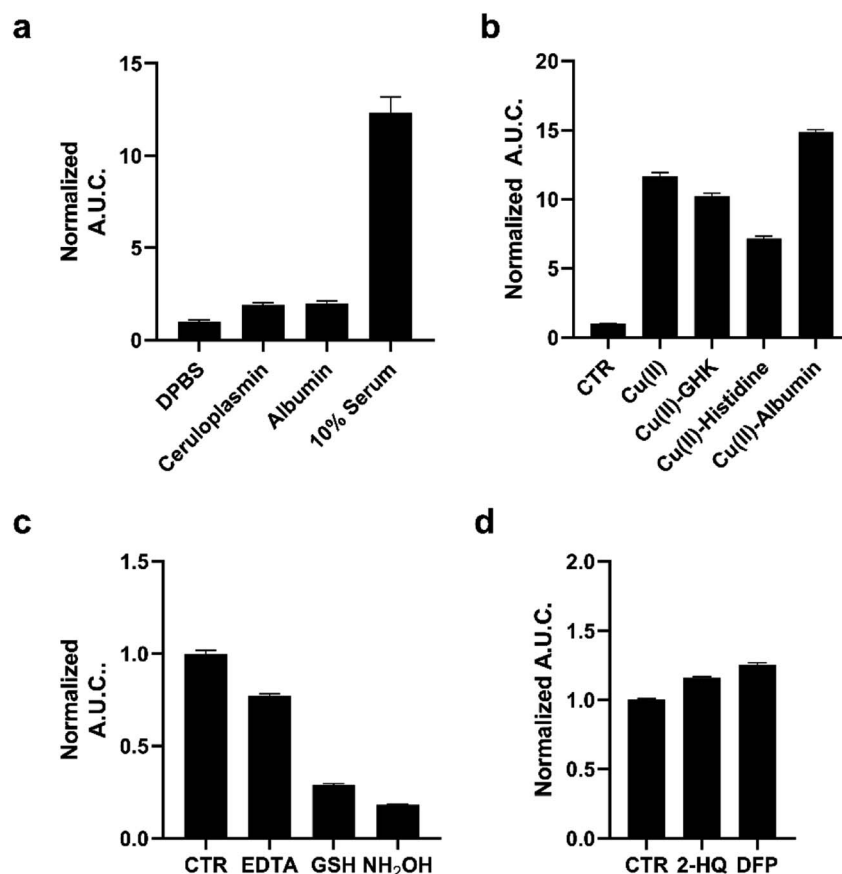 a
15
10
5
0
Normalized
A.U.C.
DPBS
Ceruloplasmin
Albumin
10% Serum
b
20
15
10
5
0
Normalized A.U.C.
CTR
Cu(II)
Cu(II)-GHK
Cu(II)-Histidine
Cu(II)-Albumin
c
1.5
1.0
0.5
0.0
Normalized
A.U.C..
CTR EDTA GSH NH₂OH
d
2.0
1.5
1.0
0.5
0.0
Normalized A.U.C.
CTR 2-HQ DFP